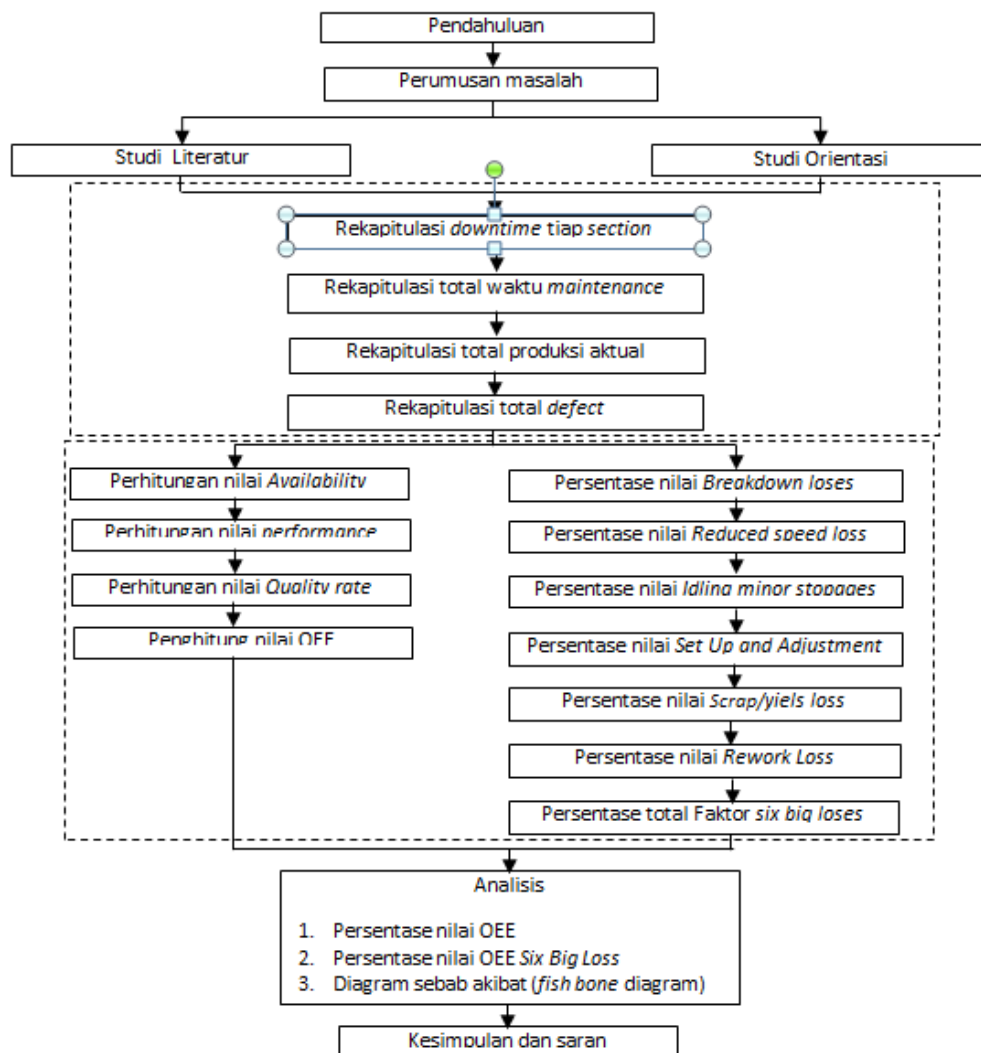 Pendahuluan
Perumusan masalah
Studi Literatur
Studi Orientasi
Rekapitulasi downtime tiap section
Rekapitulasi total waktu maintenance
Rekapitulasi total produksi aktual
Rekapitulasi total defect
Perhitungan nilai Availability
Perhitungan nilai performance
Perhitungan nilai Quality rate
Penghitung nilai OEE
Persentase nilai Breakdown loses
Persentase nilai Reduced speed loss
Persentase nilai Idling minor stoppages
Persentase nilai Set Up and Adjustment
Persentase nilai Scrap/yiels loss
Persentase nilai Rework Loss
Persentase total Faktor six big loses
Analisis
1. Persentase nilai OEE
2. Persentase nilai OEE Six Big Loss
3. Diagram sebab akibat (fish bone diagram)
Kesimpulan dan saran